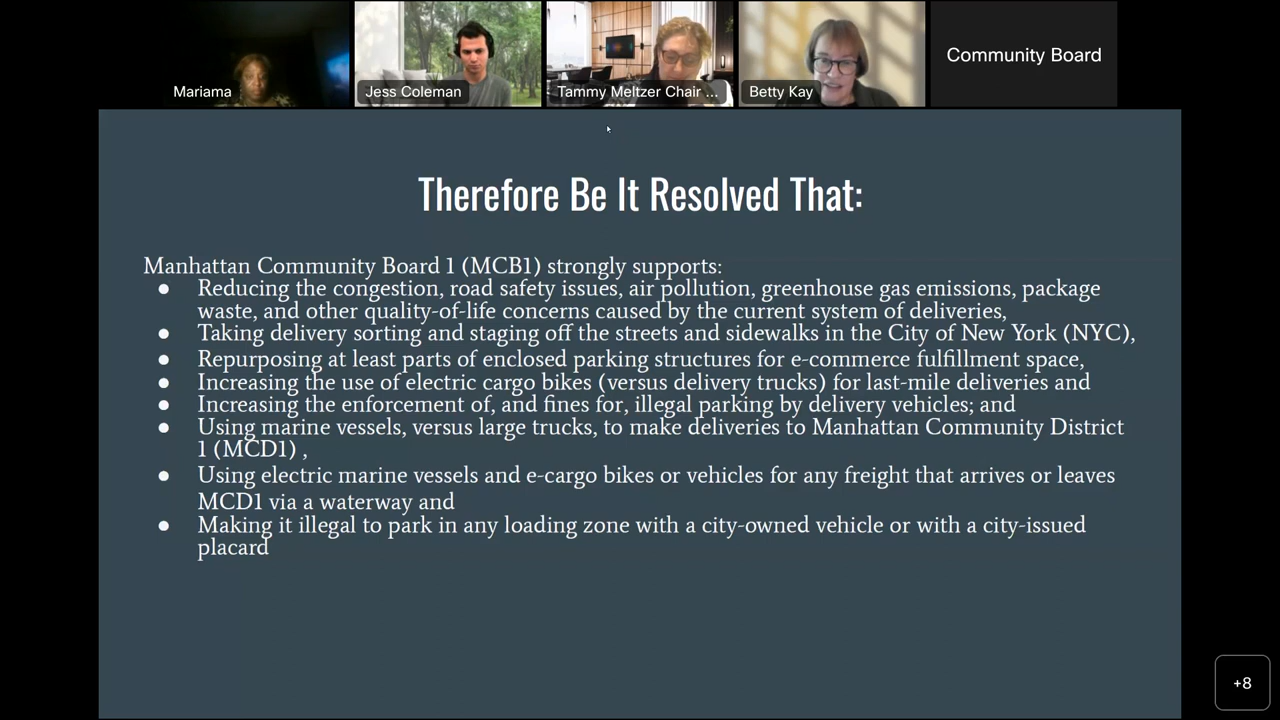 Mariama
Jess Coleman
Tammy Meltzer Chair ...
Betty Kay
Community Board
Therefore Be It Resolved That:
Manhattan Community Board 1 (MCB1) strongly supports:
● Reducing the congestion, road safety issues, air pollution, greenhouse gas emissions, package
waste, and other quality-of-life concerns caused by the current system of deliveries,
● Taking delivery sorting and staging off the streets and sidewalks in the City of New York (NYC),
● Repurposing at least parts of enclosed parking structures for e-commerce fulfillment space,
● Increasing the use of electric cargo bikes (versus delivery trucks) for last-mile deliveries and
● Increasing the enforcement of, and fines for, illegal parking by delivery vehicles; and
● Using marine vessels, versus large trucks, to make deliveries to Manhattan Community District
1 (MCD1) ,
● Using electric marine vessels and e-cargo bikes or vehicles for any freight that arrives or leaves
MCD1 via a waterway and
● Making it illegal to park in any loading zone with a city-owned vehicle or with a city-issued
placard
+8